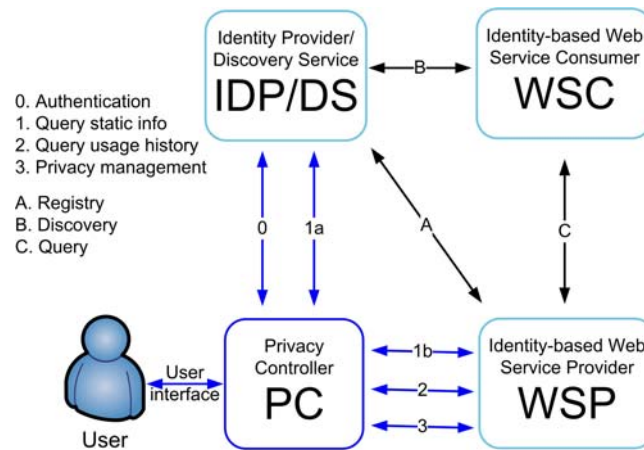 Identity Provider/
Discovery Service
IDP/DS
B
Identity-based Web
Service Consumer
WSC
0. Authentication
1. Query static info
2. Query usage history
3. Privacy management
A. Registry
B. Discovery
C. Query
0
1a
A
C
User
User
interface
Privacy
Controller
PC
1b
2
3
Identity-based Web
Service Provider
WSP